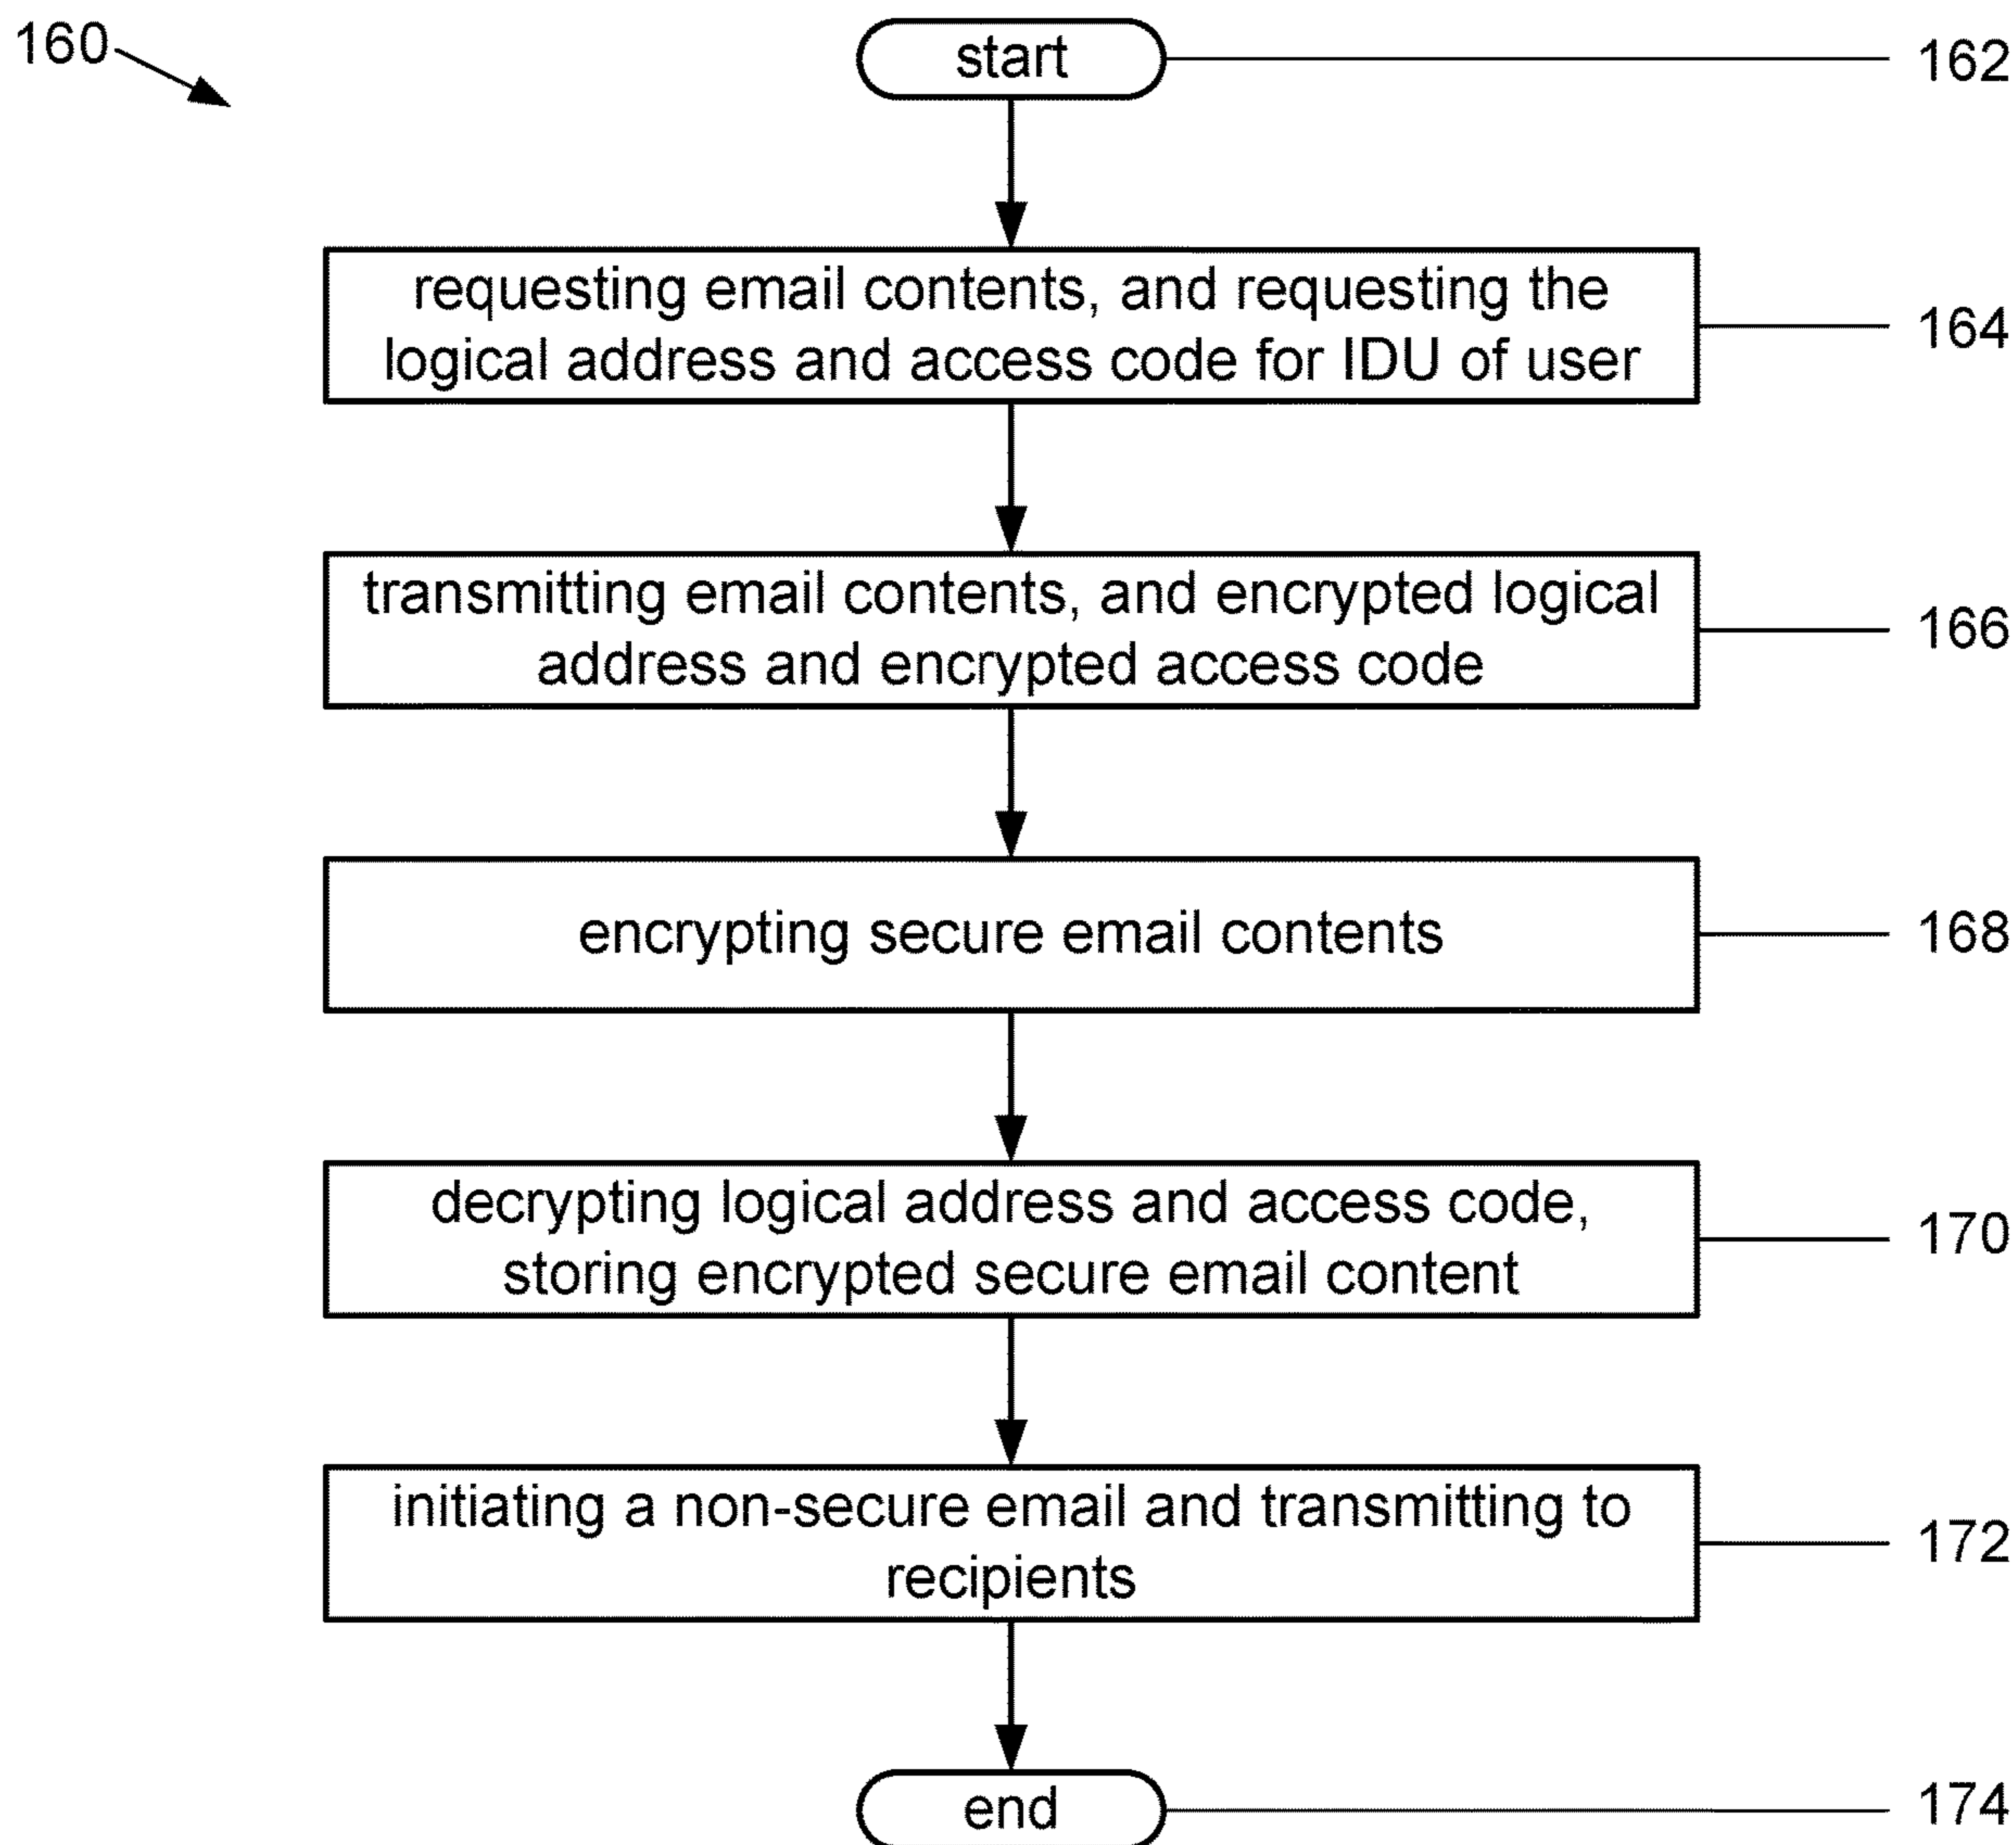 160
start
162
requesting email contents, and requesting the
logical address and access code for IDU of user
164
transmitting email contents, and encrypted logical
address and encrypted access code
166
encrypting secure email contents
168
decrypting logical address and access code,
storing encrypted secure email content
170
initiating a non-secure email and transmitting to
recipients
172
end
174